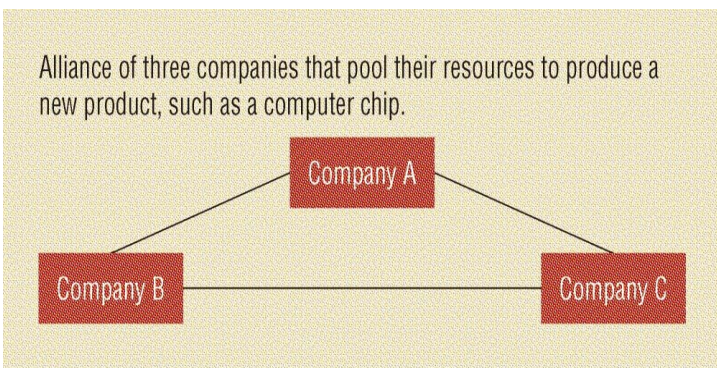 Alliance of three companies that pool their resources to produce a
new product, such as a computer chip.
Company A
Company B
Company C